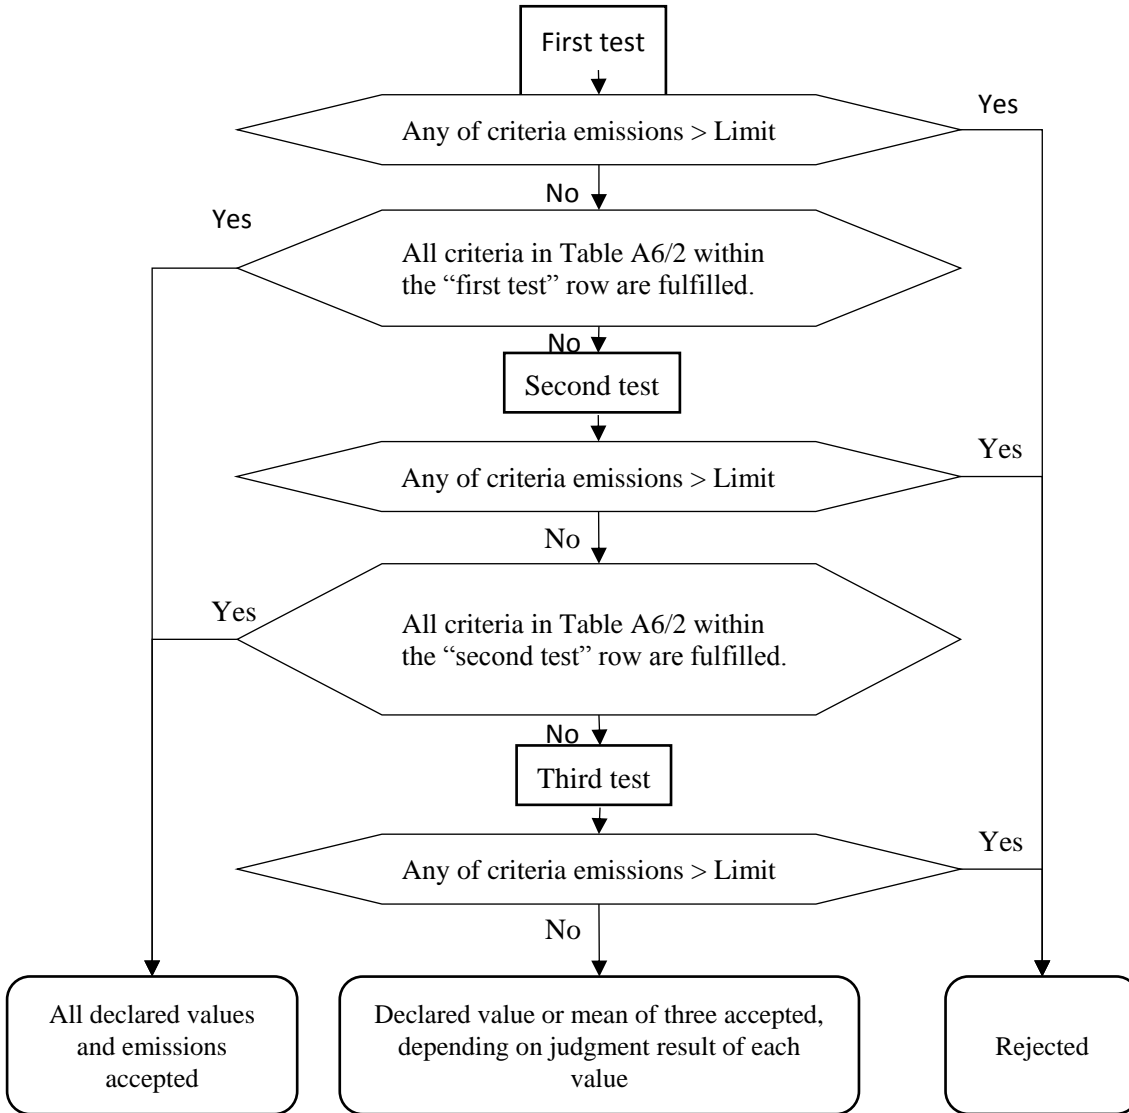 First test
Yes
Any of criteria emissions > Limit
No
Yes
All criteria in Table A6/2 within
the “first test” row are fulfilled.
No
Second test
Yes
Any of criteria emissions > Limit
No
Yes
All criteria in Table A6/2 within
the “second test” row are fulfilled.
No
Third test
Yes
Any of criteria emissions > Limit
No
All declared values
and emissions
accepted
Declared value or mean of three accepted,
depending on judgment result of each
value
Rejected